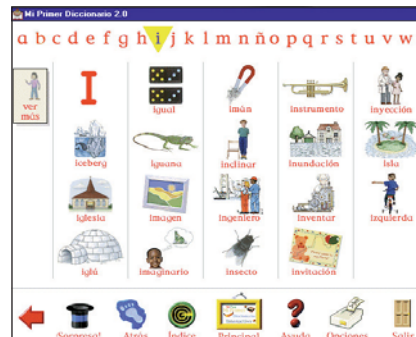 Mi Primer Diccionario 2.0
a b c d e f g h i j k l m n ñ o p q r s t u v w
ver más
I
igual
imán
instrumento
inyección
iceberg
iguana
inclinar
inundación
isla
iglesia
imagen
ingeniero
inventar
izquierda
iglú
imaginario
insecto
invitación
¡Sorpresa!
Atrás
Índice
Principal
Ayuda
Opciones
Salir